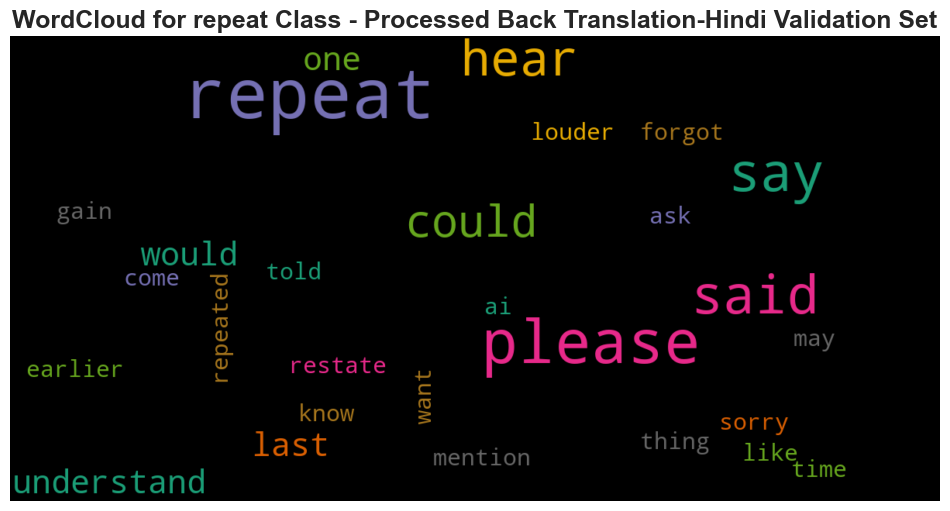 WordCloud for repeat Class - Processed Back Translation-Hindi Validation Set
one
hear
repeat
louder
forgot
say
gain
could
ask
would
come
told
repeated
said
ai
please
may
earlier
restate
want
know
last
sorry
thing
like
mention
time
understand